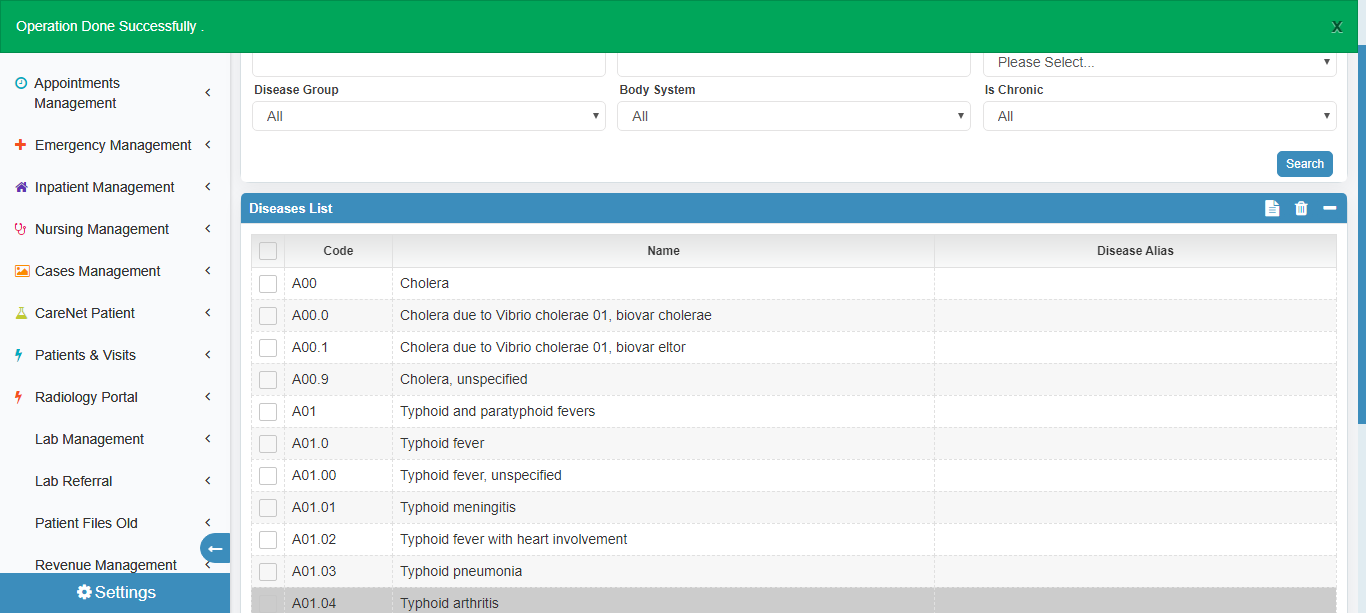 Operation Done Successfully .
X
Appointments
Management
Emergency Management
Inpatient Management
Nursing Management
Cases Management
CareNet Patient
Patients & Visits
Radiology Portal
Lab Management
Lab Referral
Patient Files Old
Revenue Management
Settings
Please Select...
Disease Group Body System Is Chronic
All All All
Search
Diseases List
Code Name Disease Alias
A00 Cholera
A00.0 Cholera due to Vibrio cholerae 01, biovar cholerae
A00.1 Cholera due to Vibrio cholerae 01, biovar eltor
A00.9 Cholera, unspecified
A01 Typhoid and paratyphoid fevers
A01.0 Typhoid fever
A01.00 Typhoid fever, unspecified
A01.01 Typhoid meningitis
A01.02 Typhoid fever with heart involvement
A01.03 Typhoid pneumonia
A01.04 Typhoid arthritis